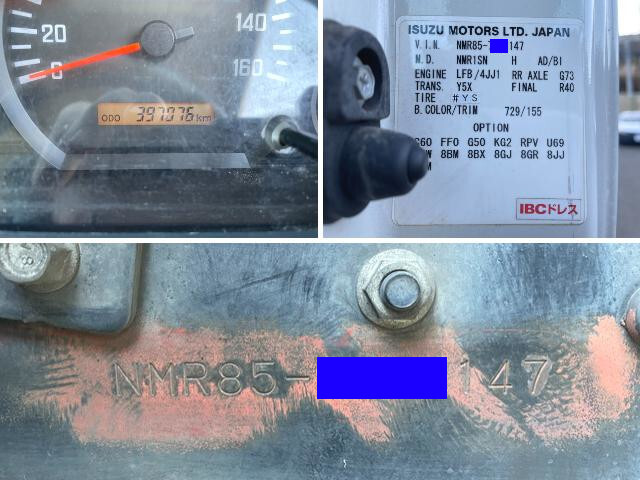 20
0
140
160
ODO 397976 km
ISUZU MOTORS LTD. JAPAN
V.I.N. NMR85- 147
M.D. NMR1SN H AD/BI
ENGINE LFB/4JJ1 RR AXLE G73
TRANS. Y5X FINAL R40
TIRE #YS
B.COLOR/TRIM 729/155
OPTION
FF0 G50 KG2 RPV U69
8BM 8BX 8GJ 8GR 8JJ
IBCドレス
NMR85- 147